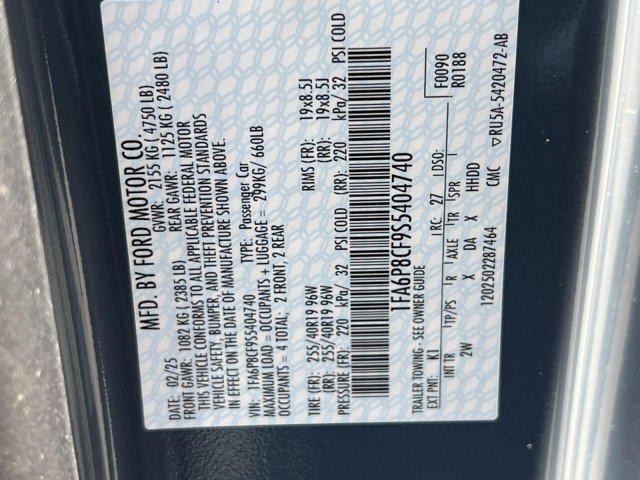 MFD. BY FORD MOTOR CO.
DATE: 02/25 GVWR: 2155 KG ( 4750 LB)
FRONT GAWR: 1082 KG ( 2385 LB) REAR GAWR: 1125 KG ( 2480 LB)
THIS VEHICLE CONFORMS TO ALL APPLICABLE FEDERAL MOTOR
VEHICLE SAFETY, BUMPER, AND THEFT PREVENTION STANDARDS
IN EFFECT ON THE DATE OF MANUFACTURE SHOWN ABOVE.
VIN: 1FA6P8CF9S5404740 TYPE: Passenger Car
MAXIMUM LOAD = OCCUPANTS + LUGGAGE = 299KG/ 660LB
OCCUPANTS = 4 TOTAL; 2 FRONT, 2 REAR
TIRE (FR): 255/40R19 96W RIMS (FR): 19x8.5J
(RR): 255/40R19 96W (RR): 19x8.5J
PRESSURE (FR): 220 kPa/ 32 PSI COLD (RR): 220 kPa/ 32 PSI COLD
1FA6P8CF9S5404740
TRAILER TOWING - SEE OWNER GUIDE F0090
EXT PNT: K1 RC: 27 DSO: R0188
INT TR TP/PS R AXLE TR SPR
2W X DA X HHDD
1202502287464 CMC ▽RU5A-5420472-AB